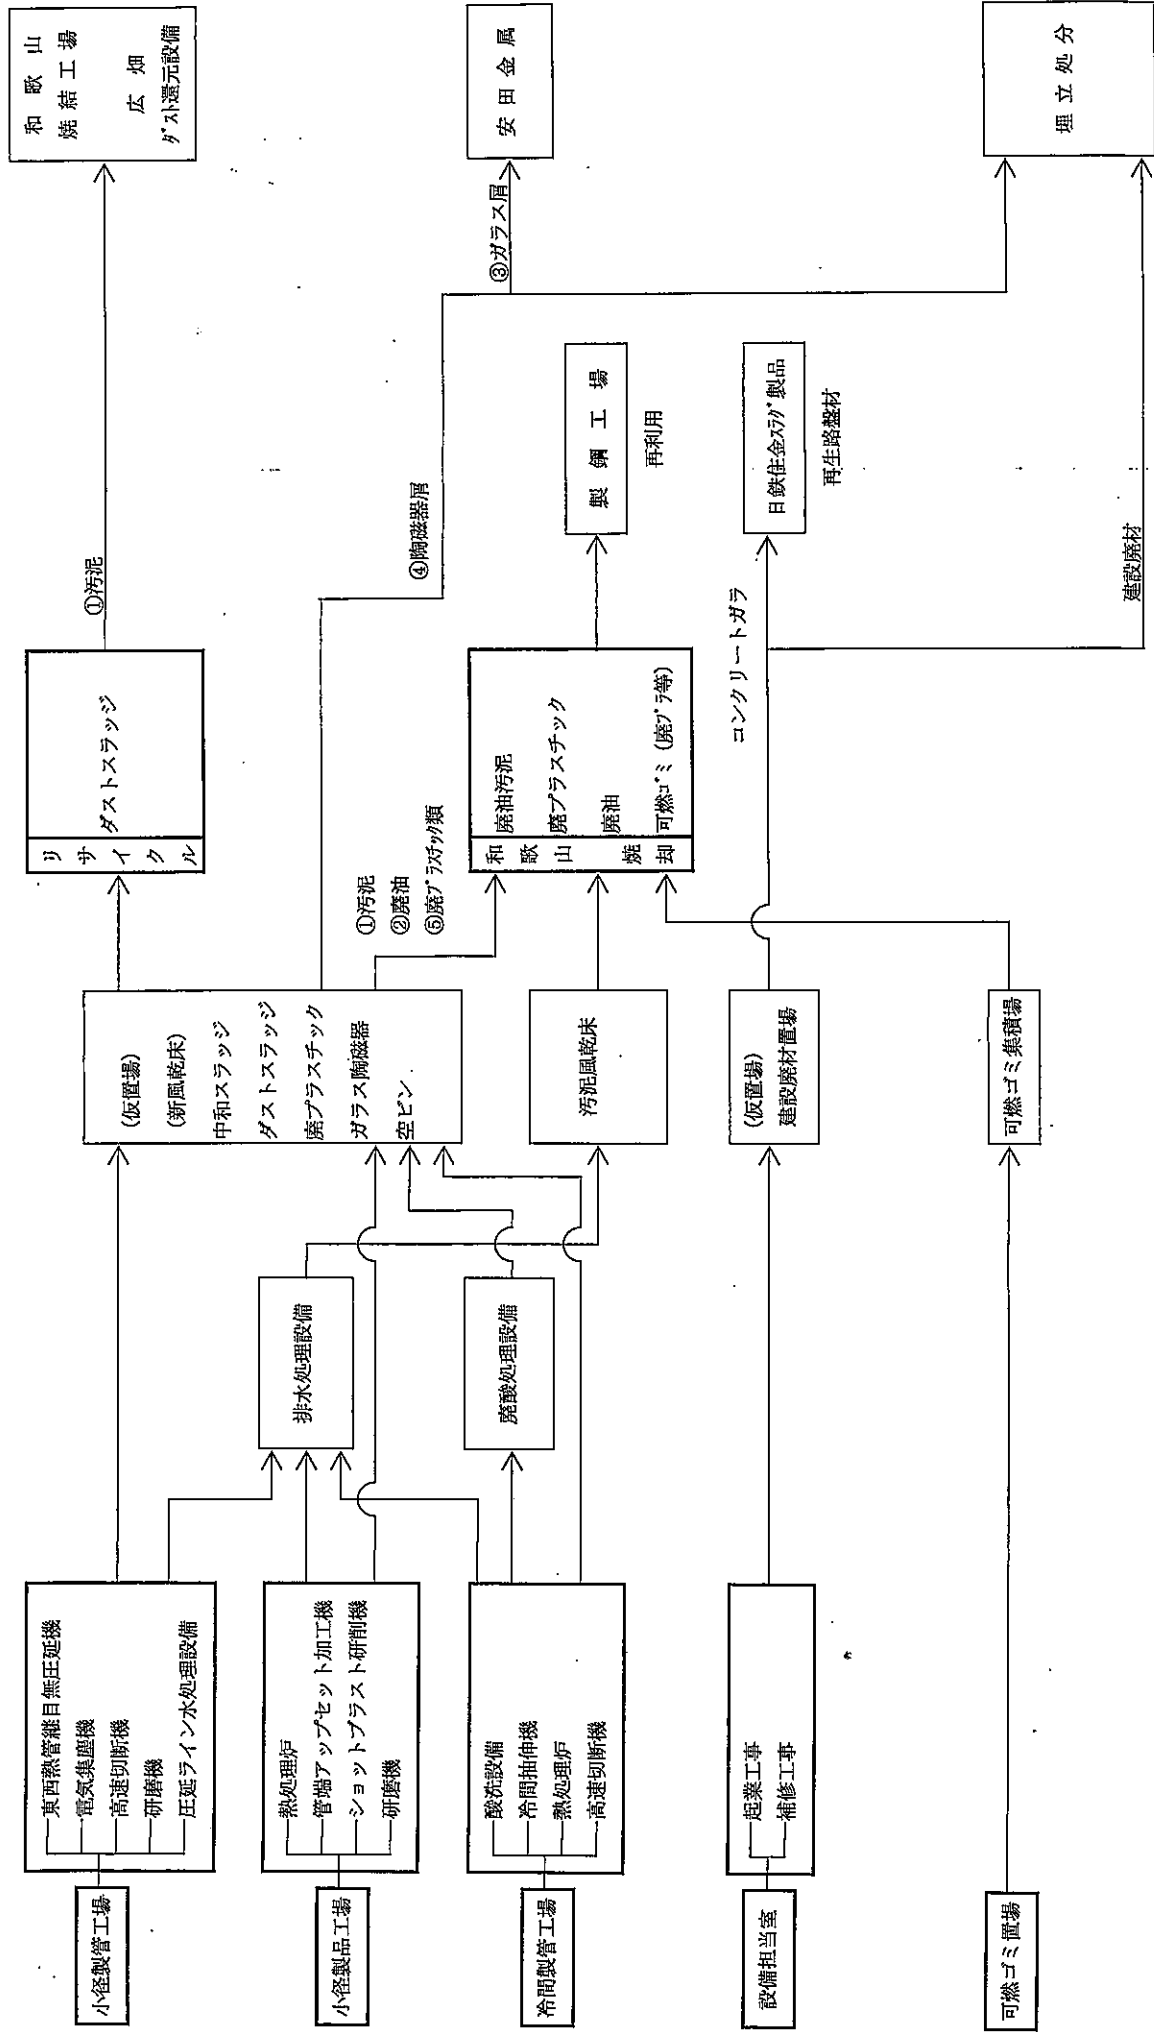 小径製管工場
東西熱管継目無圧延機
電気集塵機
高速切断機
研磨機
圧延ライン水処理設備
小径製品工場
熱処理炉
管端アップセット加工機
ショットブラスト研削機
研磨機
冷間製管工場
酸洗設備
冷間抽伸機
熱処理炉
高速切断機
設備担当室
起業工事
補修工事
可燃ゴミ置場
排水処理設備
廃酸処理設備
(仮置場)
(新風乾床)
中和スラッジ
ダストスラッジ
廃プラスチック
ガラス陶磁器
空ビン
汚泥風乾床
(仮置場)
建設廃材置場
可燃ゴミ集積場
リサイクル
ダストスラッジ
①汚泥
②廃油
⑤廃プラスチック類
和歌山 焼却
廃油汚泥
廃プラスチック
廃油
可燃ゴミ(廃プラ等)
①汚泥
④陶磁器屑
③ガラス屑
コンクリートガラ
建設廃材
製鋼工場
再利用
日鉄住金スラグ製品
再生路盤材
和歌山
焼結工場
広畑
ダスト還元設備
安田金属
埋立処分